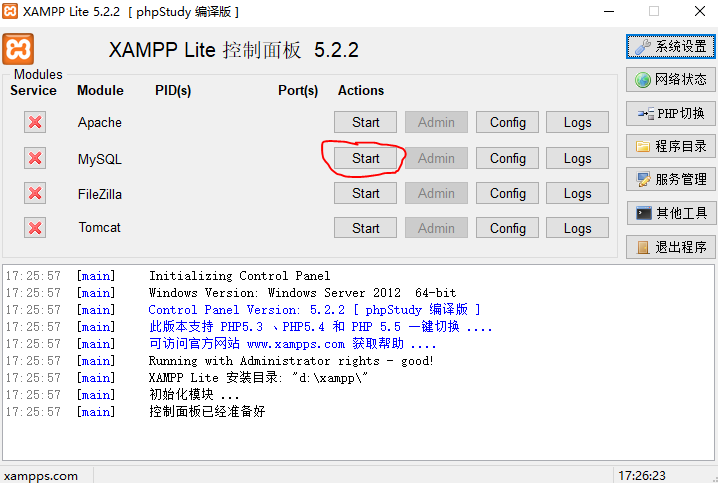 XAMPP Lite 5.2.2 [ phpStudy 编译版 ]
XAMPP Lite 控制面板 5.2.2
系统设置
Modules
Service Module PID(s) Port(s) Actions
网络状态
Apache Start Admin Config Logs
PHP切换
MySQL Start Admin Config Logs
程序目录
FileZilla Start Admin Config Logs
服务管理
Tomcat Start Admin Config Logs
其他工具
退出程序
17:25:57 [main] Initializing Control Panel
17:25:57 [main] Windows Version: Windows Server 2012 64-bit
17:25:57 [main] Control Panel Version: 5.2.2 [ phpStudy 编译版 ]
17:25:57 [main] 此版本支持 PHP5.3 、PHP5.4 和 PHP 5.5 一键切换 ....
17:25:57 [main] 可访问官方网站 www.xampps.com 获取帮助 ....
17:25:57 [main] Running with Administrator rights - good!
17:25:57 [main] XAMPP Lite 安装目录: "d:\xampp\"
17:25:57 [main] 初始化模块 ...
17:25:57 [main] 控制面板已经准备好
xampps.com 17:26:23